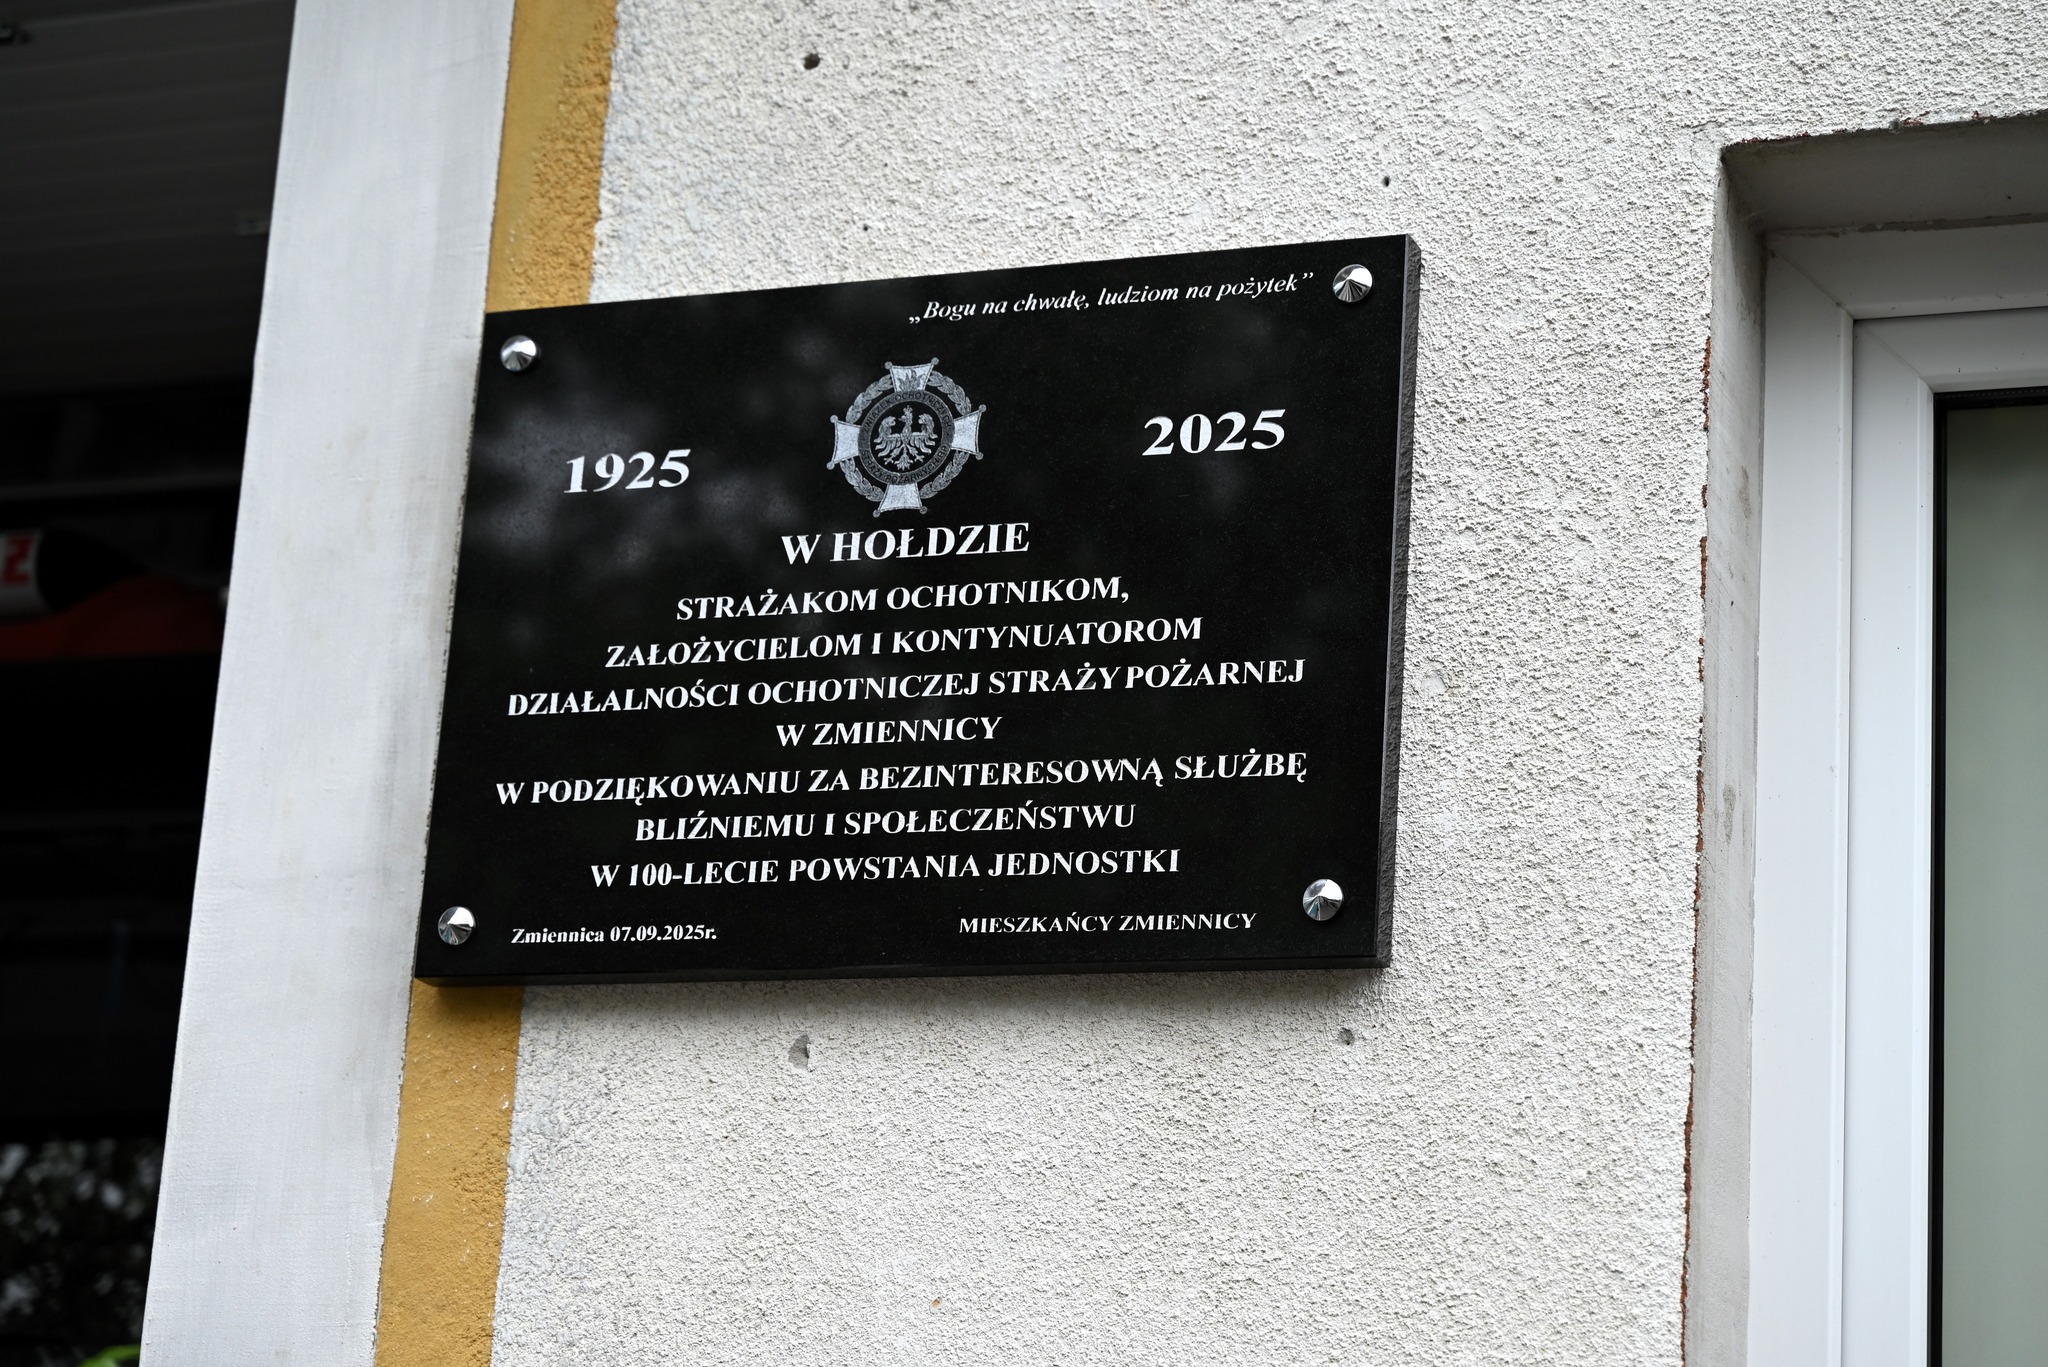 „Bogu na chwałę, ludziom na pożytek”
1925
2025
W HOŁDZIE
STRAŻAKOM OCHOTNIKOM,
ZAŁOŻYCIELOM I KONTYNUATOROM
DZIAŁALNOŚCI OCHOTNICZEJ STRAŻY POŻARNEJ
W ZMIENNICY
W PODZIĘKOWANIU ZA BEZINTERESOWNĄ SŁUŻBĘ
BLIŹNIEMU I SPOŁECZEŃSTWU
W 100-LECIE POWSTANIA JEDNOSTKI
Zmiennica 07.09.2025r.
MIESZKAŃCY ZMIENNICY